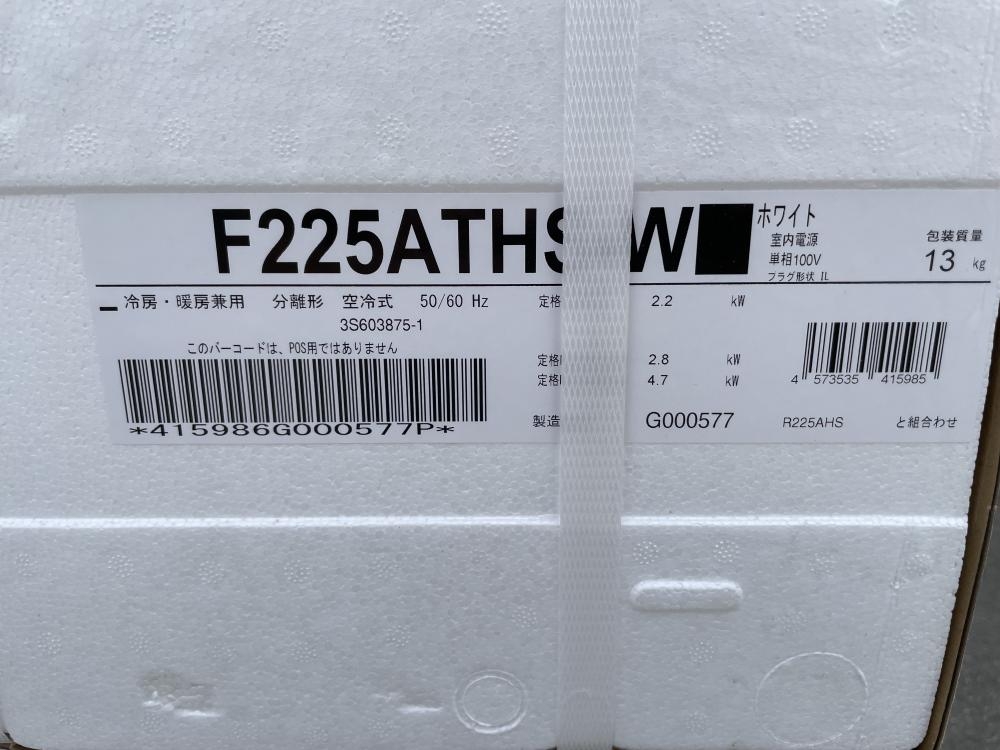 F225ATHS W ホワイト
室内電源
単相100V
プラグ形状 IL
包装質量
13 kg
冷房・暖房兼用 分離形 空冷式 50/60 Hz
3S603875-1
このバーコードは、POS用ではありません
*415986G000577P*
定格 2.2 kW
定格 2.8 kW
定格 4.7 kW
製造 G000577
4 573535 415985
R225AHS と組合わせ